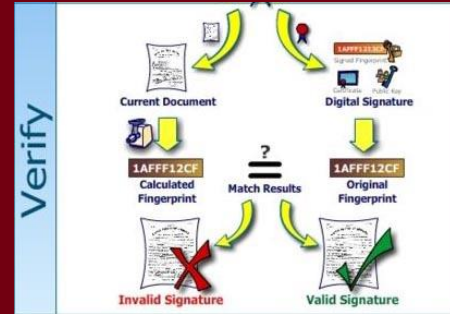 Verify
1AFFF12CF
Signed Fingerprint
Certificate
Public Key
Current Document
Digital Signature
?
1AFFF12CF
1AFFF12CF
Calculated
Fingerprint
Match Results
Original
Fingerprint
Invalid Signature
Valid Signature